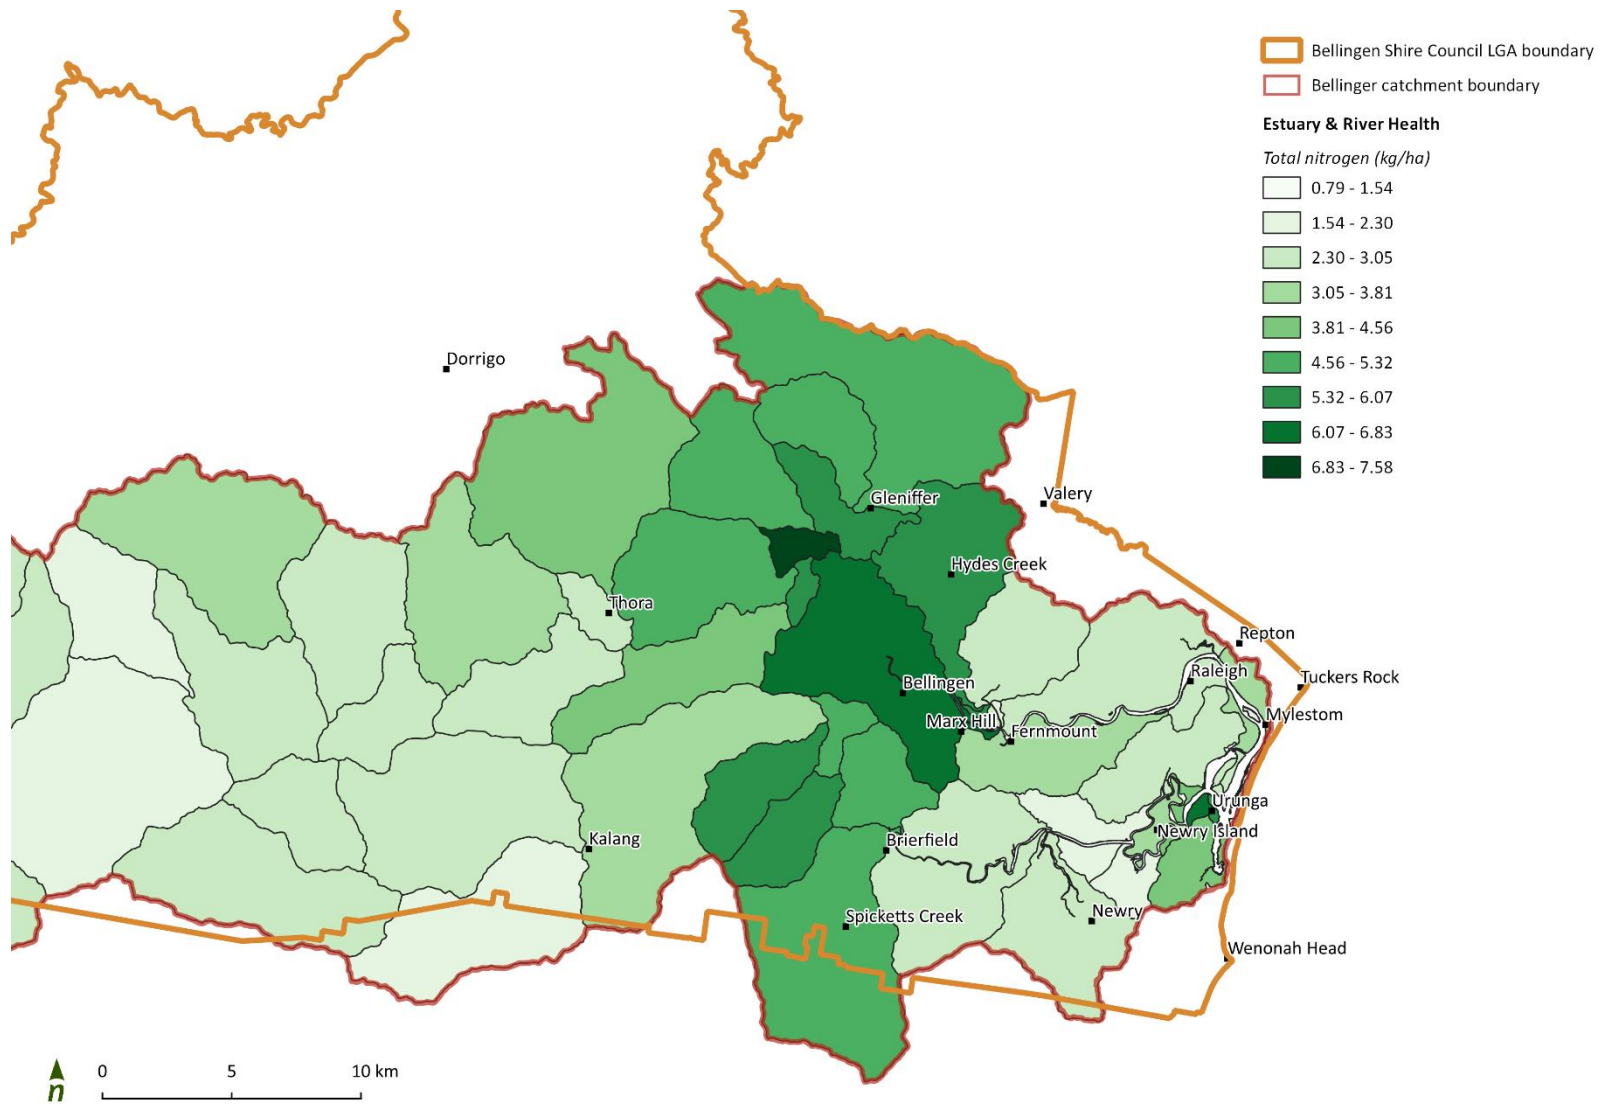 Bellingen Shire Council LGA boundary
Bellinger catchment boundary
Estuary & River Health
Total nitrogen (kg/ha)
0.79 - 1.54
1.54 - 2.30
2.30 - 3.05
3.05 - 3.81
3.81 - 4.56
4.56 - 5.32
5.32 - 6.07
6.07 - 6.83
6.83 - 7.58
Dorrigo
Gleniffer
Valery
Hydes Creek
Thora
Repton
Raleigh
Tuckers Rock
Bellingen
Mylestom
Marx Hill
Fernmount
Urunga
Newry Island
Kalang
Brierfield
Newry
Spicketts Creek
Wenonah Head
n
0 5 10 km